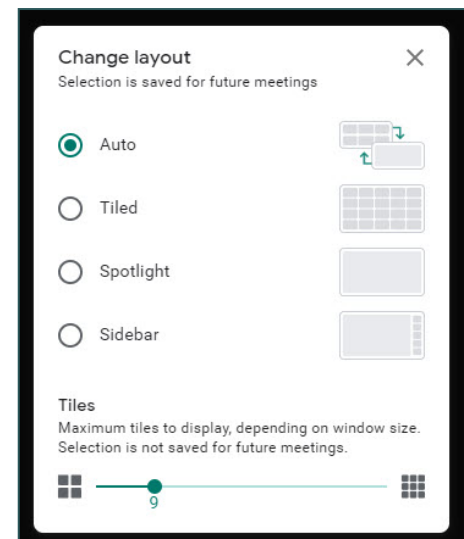 Change layout
Selection is saved for future meetings
Auto
Tiled
Spotlight
Sidebar
Tiles
Maximum tiles to display, depending on window size.
Selection is not saved for future meetings.
9